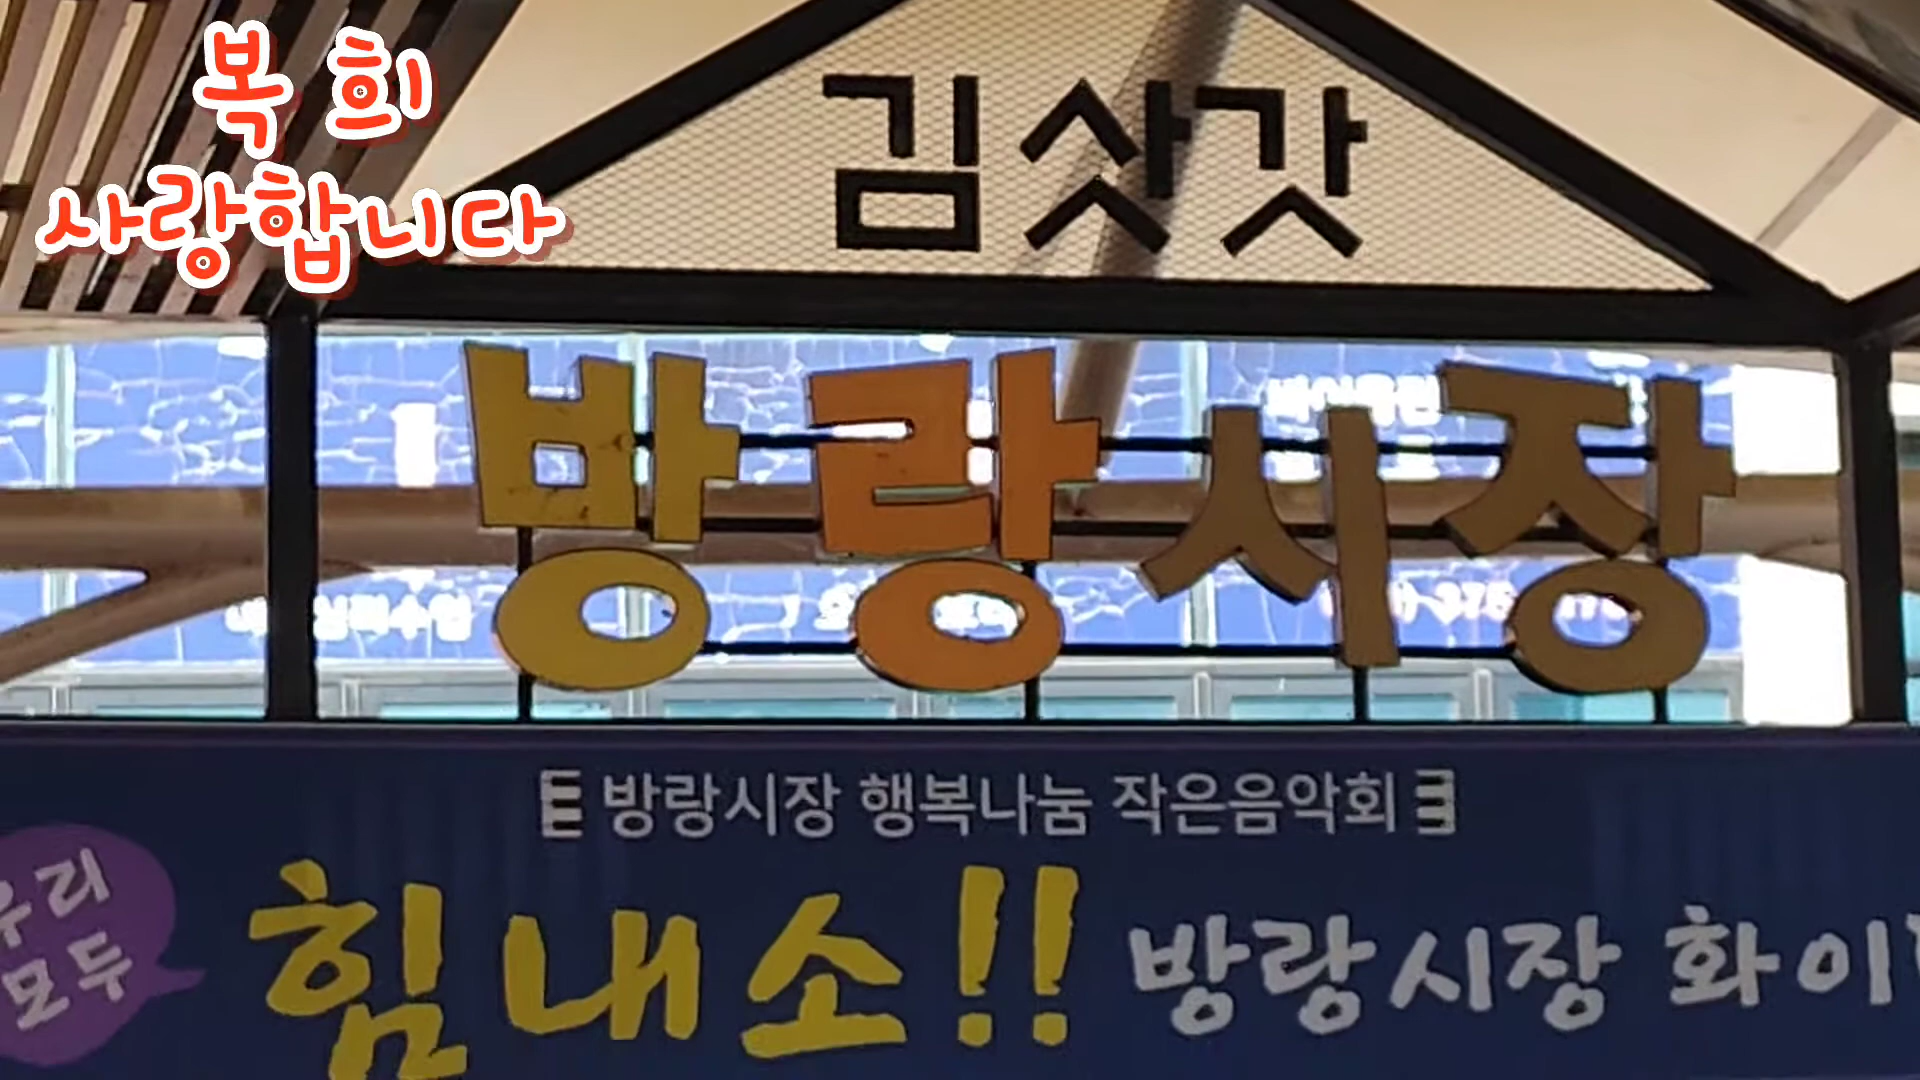 복 희
사랑합니다
김삿갓
방랑시장
방랑시장 행복나눔 작은음악회
우리
모두
힘내소!! 방랑시장 화이